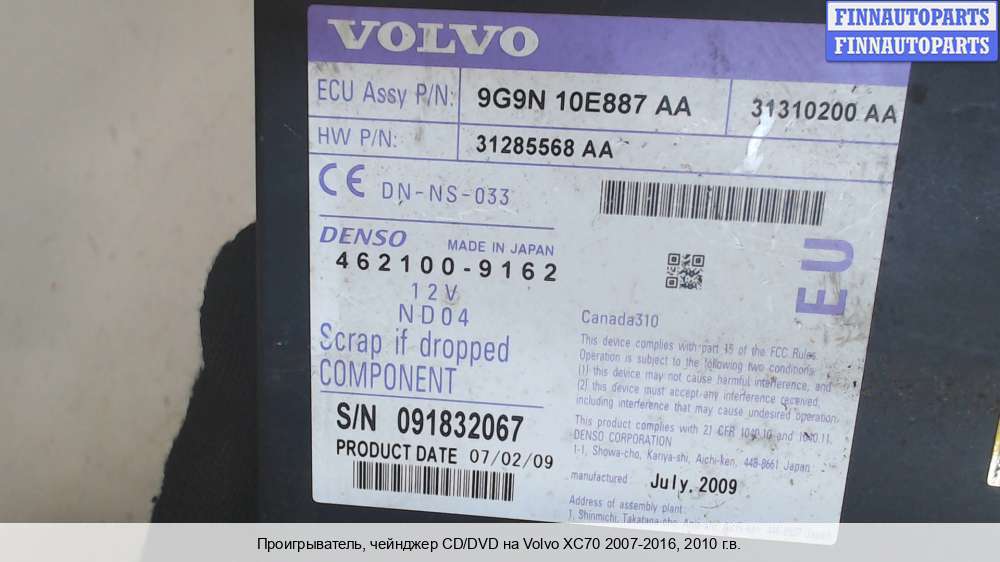 FINNAUTOPARTS
FINNAUTOPARTS
VOLVO
ECU Assy P/N: 9G9N 10E887 AA 31310200 AA
HW P/N: 31285568 AA
CE DN-NS-033
DENSO MADE IN JAPAN
462100-9162
12V
ND04
Scrap if dropped
COMPONENT
S/N 091832067
PRODUCT DATE 07/02/09
EU
Canada310
This device complies with part 15 of the FCC Rules.
Operation is subject to the following two conditions:
(1) this device may not cause harmful interference, and
(2) this device must accept any interference received,
including interference that may cause undesired operation.
This product complies with 21 CFR 1040.10 and 1040.11.
DENSO CORPORATION
1-1, Showa-cho, Kariya-shi, Aichi-ken, 448-8661 Japan
manufactured July, 2009
Address of assembly plant
1, Shinmichi,
Проигрыватель, чейнджер CD/DVD на Volvo XC70 2007-2016, 2010 г.в.